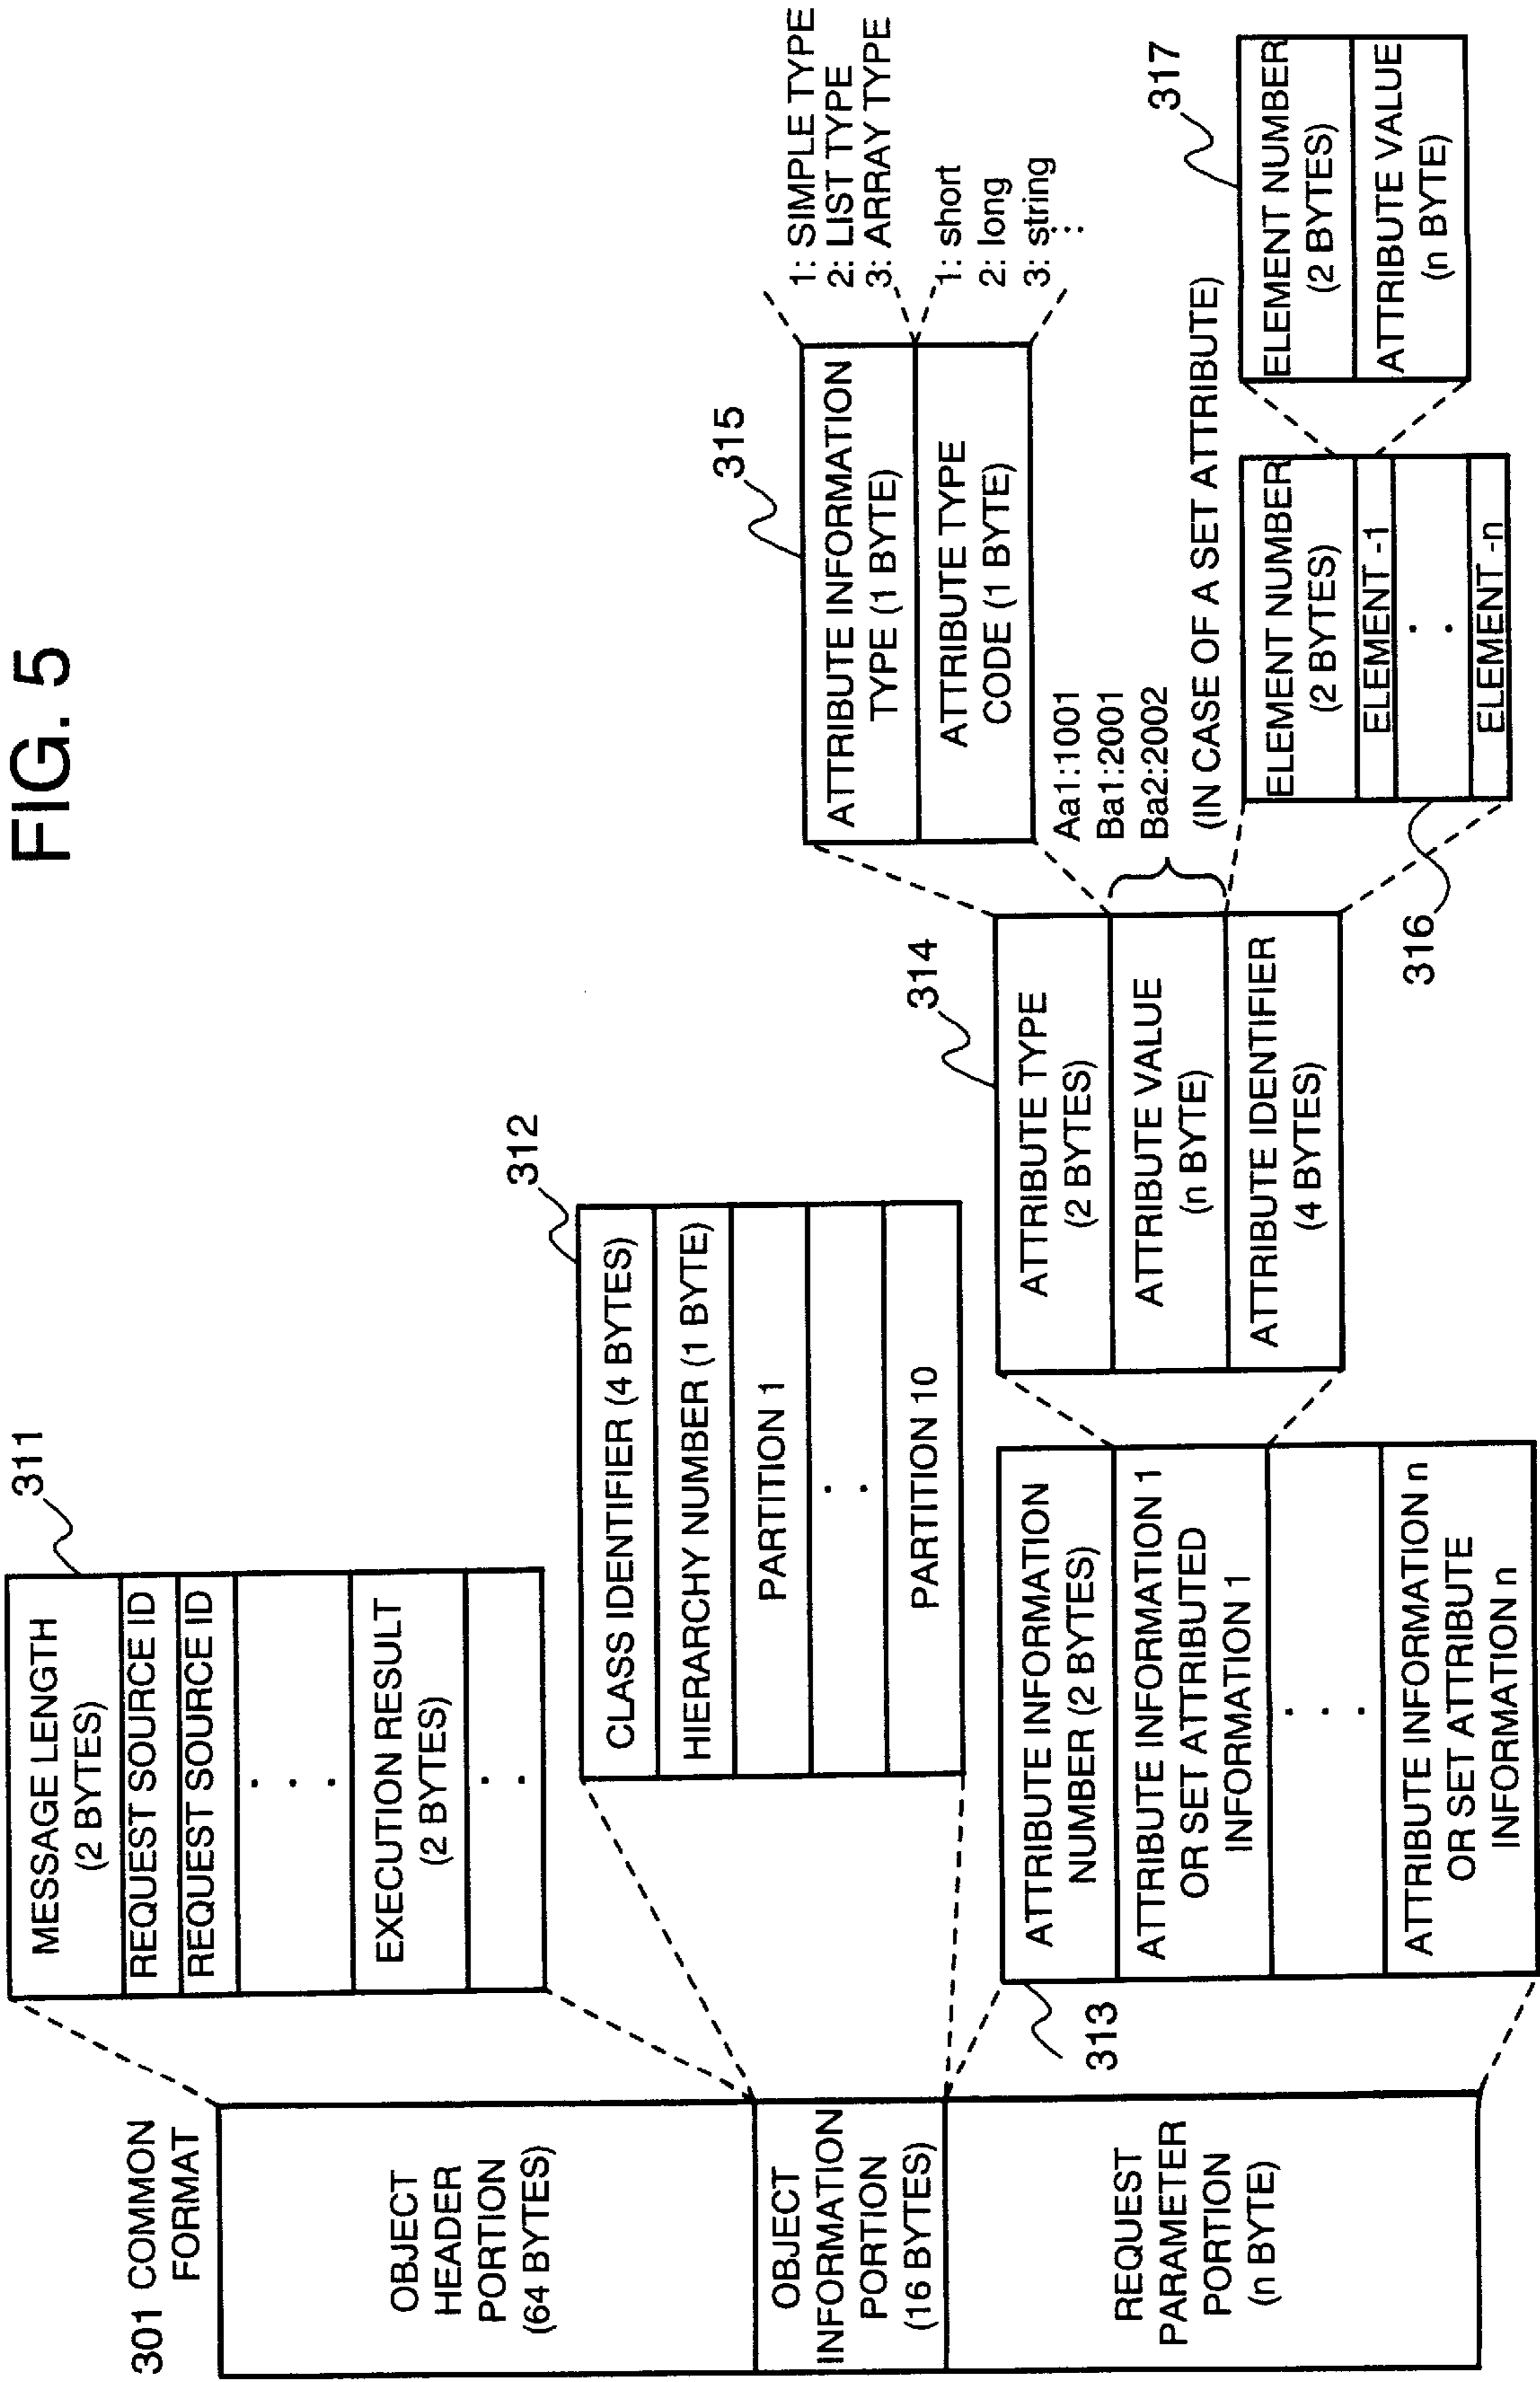 FIG. 5
301 COMMON
FORMAT
OBJECT
HEADER
PORTION
(64 BYTES)
OBJECT
INFORMATION
PORTION
(16 BYTES)
REQUEST
PARAMETER
PORTION
(n BYTE)
311
MESSAGE LENGTH
(2 BYTES)
REQUEST SOURCE ID
REQUEST SOURCE ID
. . .
EXECUTION RESULT
(2 BYTES)
. .
312
CLASS IDENTIFIER (4 BYTES)
HIERARCHY NUMBER (1 BYTE)
PARTITION 1
. .
PARTITION 10
313
ATTRIBUTE INFORMATION
NUMBER (2 BYTES)
ATTRIBUTE INFORMATION 1
OR SET ATTRIBUTED
INFORMATION 1
. . .
ATTRIBUTE INFORMATION n
OR SET ATTRIBUTE
INFORMATION n
314
ATTRIBUTE TYPE
(2 BYTES)
ATTRIBUTE VALUE
(n BYTE)
ATTRIBUTE IDENTIFIER
(4 BYTES)
315
ATTRIBUTE INFORMATION
TYPE (1 BYTE)
ATTRIBUTE TYPE
CODE (1 BYTE)
1: SIMPLE TYPE
2: LIST TYPE
3: ARRAY TYPE
1: short
2: long
3: string
:
Aa1:1001
Ba1:2001
Ba2:2002
(IN CASE OF A SET ATTRIBUTE)
316
ELEMENT NUMBER
(2 BYTES)
ELEMENT -1
. .
ELEMENT -n
317
ELEMENT NUMBER
(2 BYTES)
ATTRIBUTE VALUE
(n BYTE)